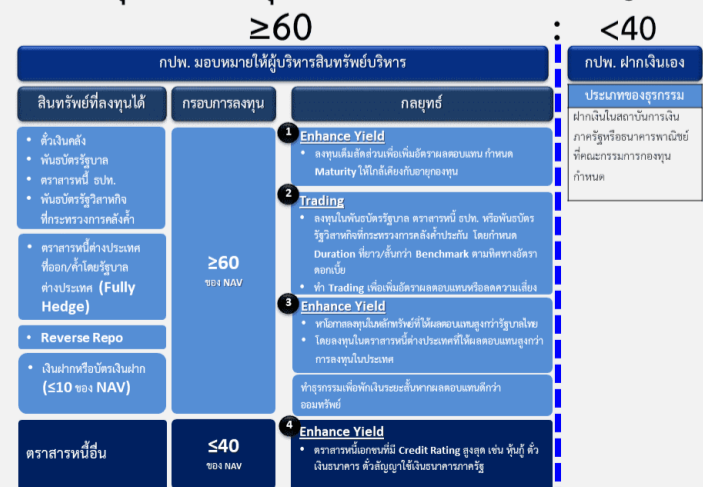 ≥60 : <40
กปพ. มอบหมายให้ผู้บริหารสินทรัพย์บริหาร
กปพ. ฝากเงินเอง
สินทรัพย์ที่ลงทุนได้
กรอบการลงทุน
กลยุทธ์
ประเภทของธุรกรรม
ฝากเงินในสถาบันการเงิน
ภาครัฐหรือธนาคารพาณิชย์
ที่คณะกรรมการกองทุน
กำหนด
• ตั๋วเงินคลัง
• พันธบัตรรัฐบาล
• ตราสารหนี้ ธปท.
• พันธบัตรรัฐวิสาหกิจ
ที่กระทรวงการคลังค้ำ
• ตราสารหนี้ต่างประเทศ
ที่ออก/ค้ำโดยรัฐบาล
ต่างประเทศ (Fully
Hedge)
• Reverse Repo
• เงินฝากหรือบัตรเงินฝาก
(≤10 ของ NAV)
≥60
ของ NAV
1 Enhance Yield
• ลงทุนเต็มสัดส่วนเพื่อเพิ่มอัตราผลตอบแทน กำหนด
Maturity ให้ใกล้เคียงกับอายุกองทุน
2 Trading
• ลงทุนในพันธบัตรรัฐบาล ตราสารหนี้ ธปท. หรือพันธบัตร
รัฐวิสาหกิจที่กระทรวงการคลังค้ำประกัน โดยกำหนด
Duration ที่ยาว/สั้นกว่า Benchmark ตามทิศทางอัตรา
ดอกเบี้ย
• ทำ Trading เพื่อเพิ่มอัตราผลตอบแทนหรือลดความเสี่ยง
3 Enhance Yield
• หาโอกาสลงทุนในหลักทรัพย์ที่ให้ผลตอบแทนสูงกว่ารัฐบาลไทย
• โดยลงทุนในตราสารหนี้ต่างประเทศที่ให้ผลตอบแทนสูงกว่า
การลงทุนในประเทศ
ทำธุรกรรมเพื่อพักเงินระยะสั้นหากผลตอบแทนดีกว่า
ออมทรัพย์
ตราสารหนี้อื่น
≤40
ของ NAV
4 Enhance Yield
• ตราสารหนี้เอกชนที่มี Credit Rating สูงสุด เช่น หุ้นกู้ ตั๋ว
เงินธนาคาร ตั๋วสัญญาใช้เงินธนาคารภาครัฐ